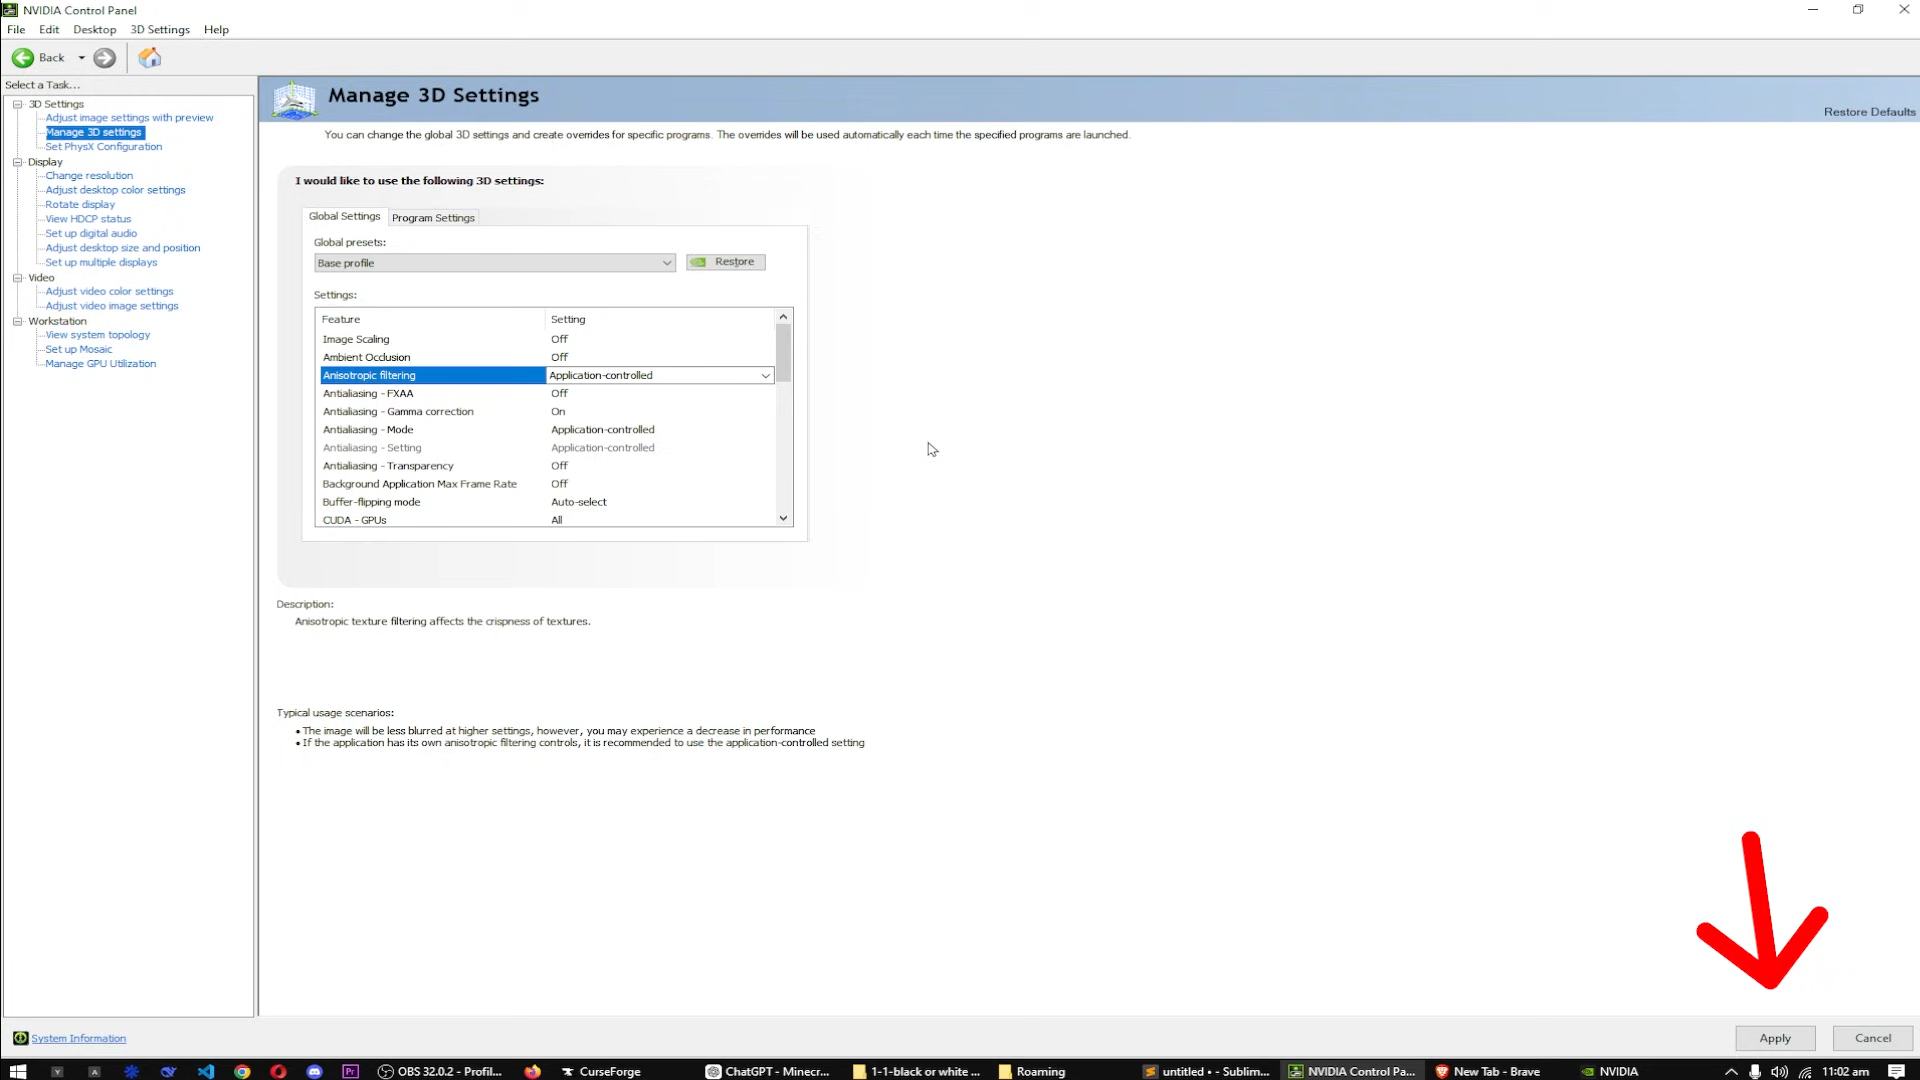 NVIDIA Control Panel
File Edit Desktop 3D Settings Help
Back
Select a Task...
3D Settings
Adjust image settings with preview
Manage 3D settings
Set PhysX Configuration
Display
Change resolution
Adjust desktop color settings
Rotate display
View HDCP status
Set up digital audio
Adjust desktop size and position
Set up multiple displays
Video
Adjust video color settings
Adjust video image settings
Workstation
View system topology
Set up Mosaic
Manage GPU Utilization
System Information
Manage 3D Settings
Restore Defaults
You can change the global 3D settings and create overrides for specific programs. The overrides will be used automatically each time the specified programs are launched.
I would like to use the following 3D settings:
Global Settings Program Settings
Global presets:
Base profile Restore
Settings:
Feature Setting
Image Scaling Off
Ambient Occlusion Off
Anisotropic filtering Application-controlled
Antialiasing - FXAA Off
Antialiasing - Gamma correction On
Antialiasing - Mode Application-controlled
Antialiasing - Setting Application-controlled
Antialiasing - Transparency Off
Background Application Max Frame Rate Off
Buffer-flipping mode Auto-select
CUDA - GPUs All
Description:
Anisotropic texture filtering affects the crispness of textures.
Typical usage scenarios:
• The image will be less blurred at higher settings, however, you may experience a decrease in performance
• If the application has its own anisotropic filtering controls, it is recommended to use the application-controlled setting
Apply Cancel
Y A Pr OBS 32.0.2 - Profil... CurseForge ChatGPT - Minecr... 1-1-black or white ... Roaming untitled • - Sublim... NVIDIA Control Pa... New Tab - Brave NVIDIA 11:02 am